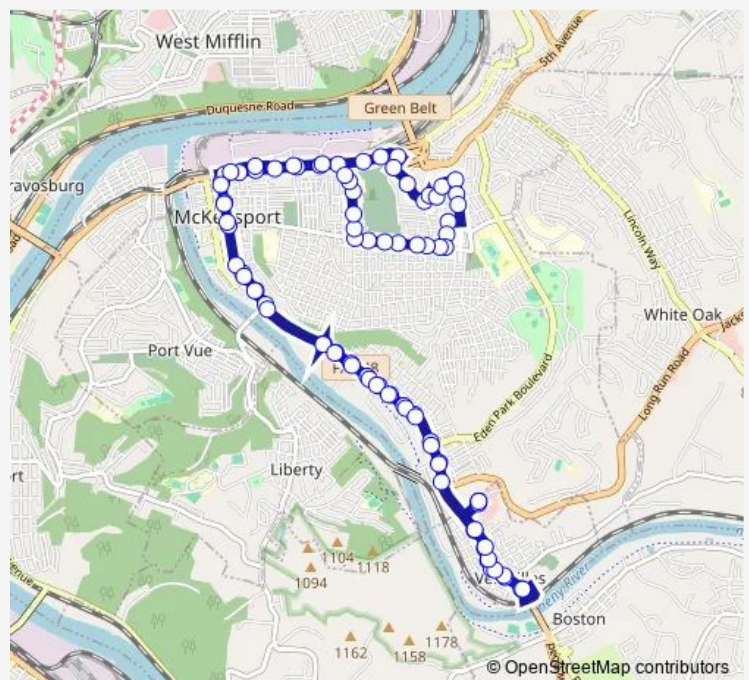 West Mifflin
5th Avenue
Duquesne Road
Green Belt
ravosburg
McKeesport
Lincoln Way
White Oak
Port Vue
Eden Park Boulevard
Long Run Road
Liberty
1104
1118
1094
1178
1162
1158
Boston
© OpenStreetMap contributors